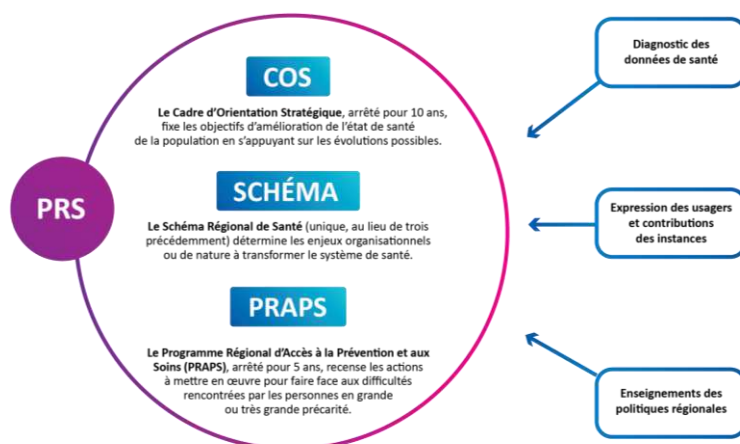 PRS
COS
Le Cadre d'Orientation Stratégique, arrêté pour 10 ans,
fixe les objectifs d'amélioration de l'état de santé
de la population en s'appuyant sur les évolutions possibles.
SCHÉMA
Le Schéma Régional de Santé (unique, au lieu de trois
précédemment) détermine les enjeux organisationnels
ou de nature à transformer le système de santé.
PRAPS
Le Programme Régional d'Accès à la Prévention et aux
Soins (PRAPS), arrêté pour 5 ans, recense les actions
à mettre en œuvre pour faire face aux difficultés
rencontrées par les personnes en grande
ou très grande précarité.
Diagnostic des
données de santé
Expression des usagers
et contributions
des instances
Enseignements des
politiques régionales